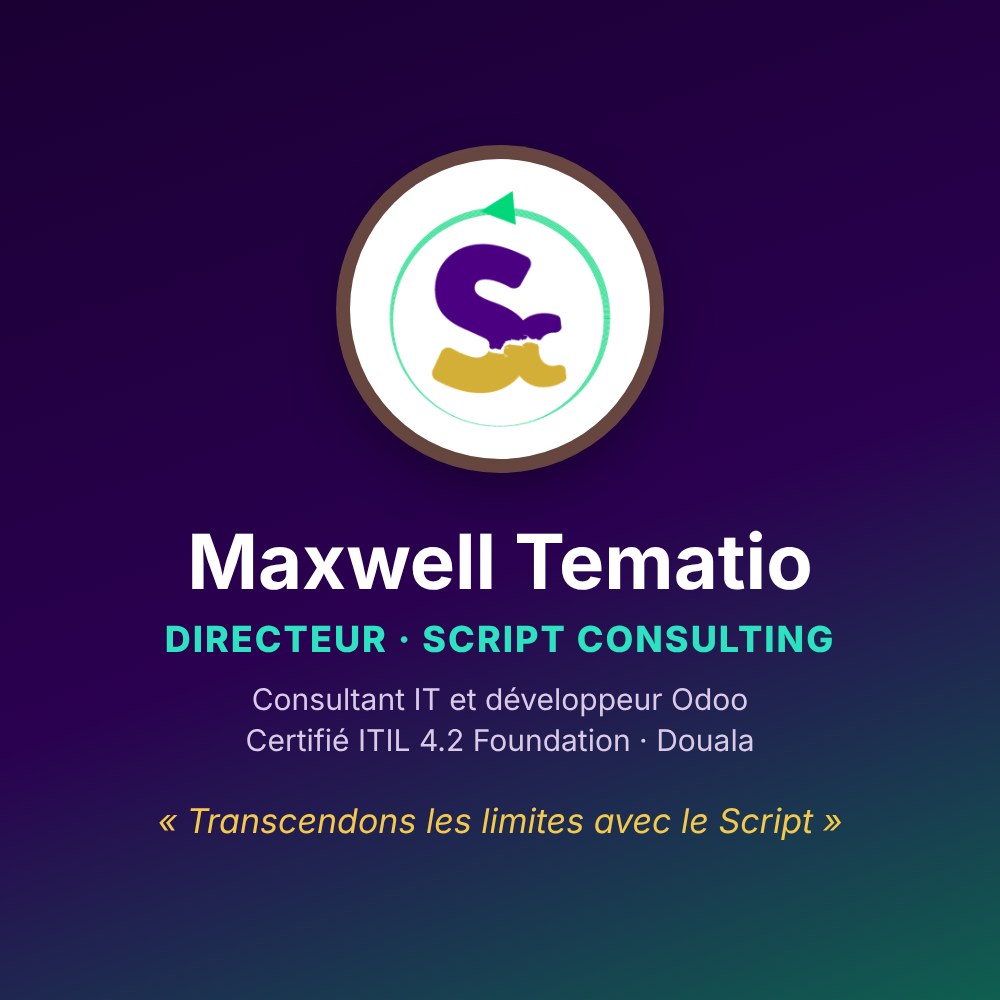 S
Maxwell Tematio
DIRECTEUR · SCRIPT CONSULTING
Consultant IT et développeur Odoo
Certifié ITIL 4.2 Foundation · Douala
« Transcendons les limites avec le Script »